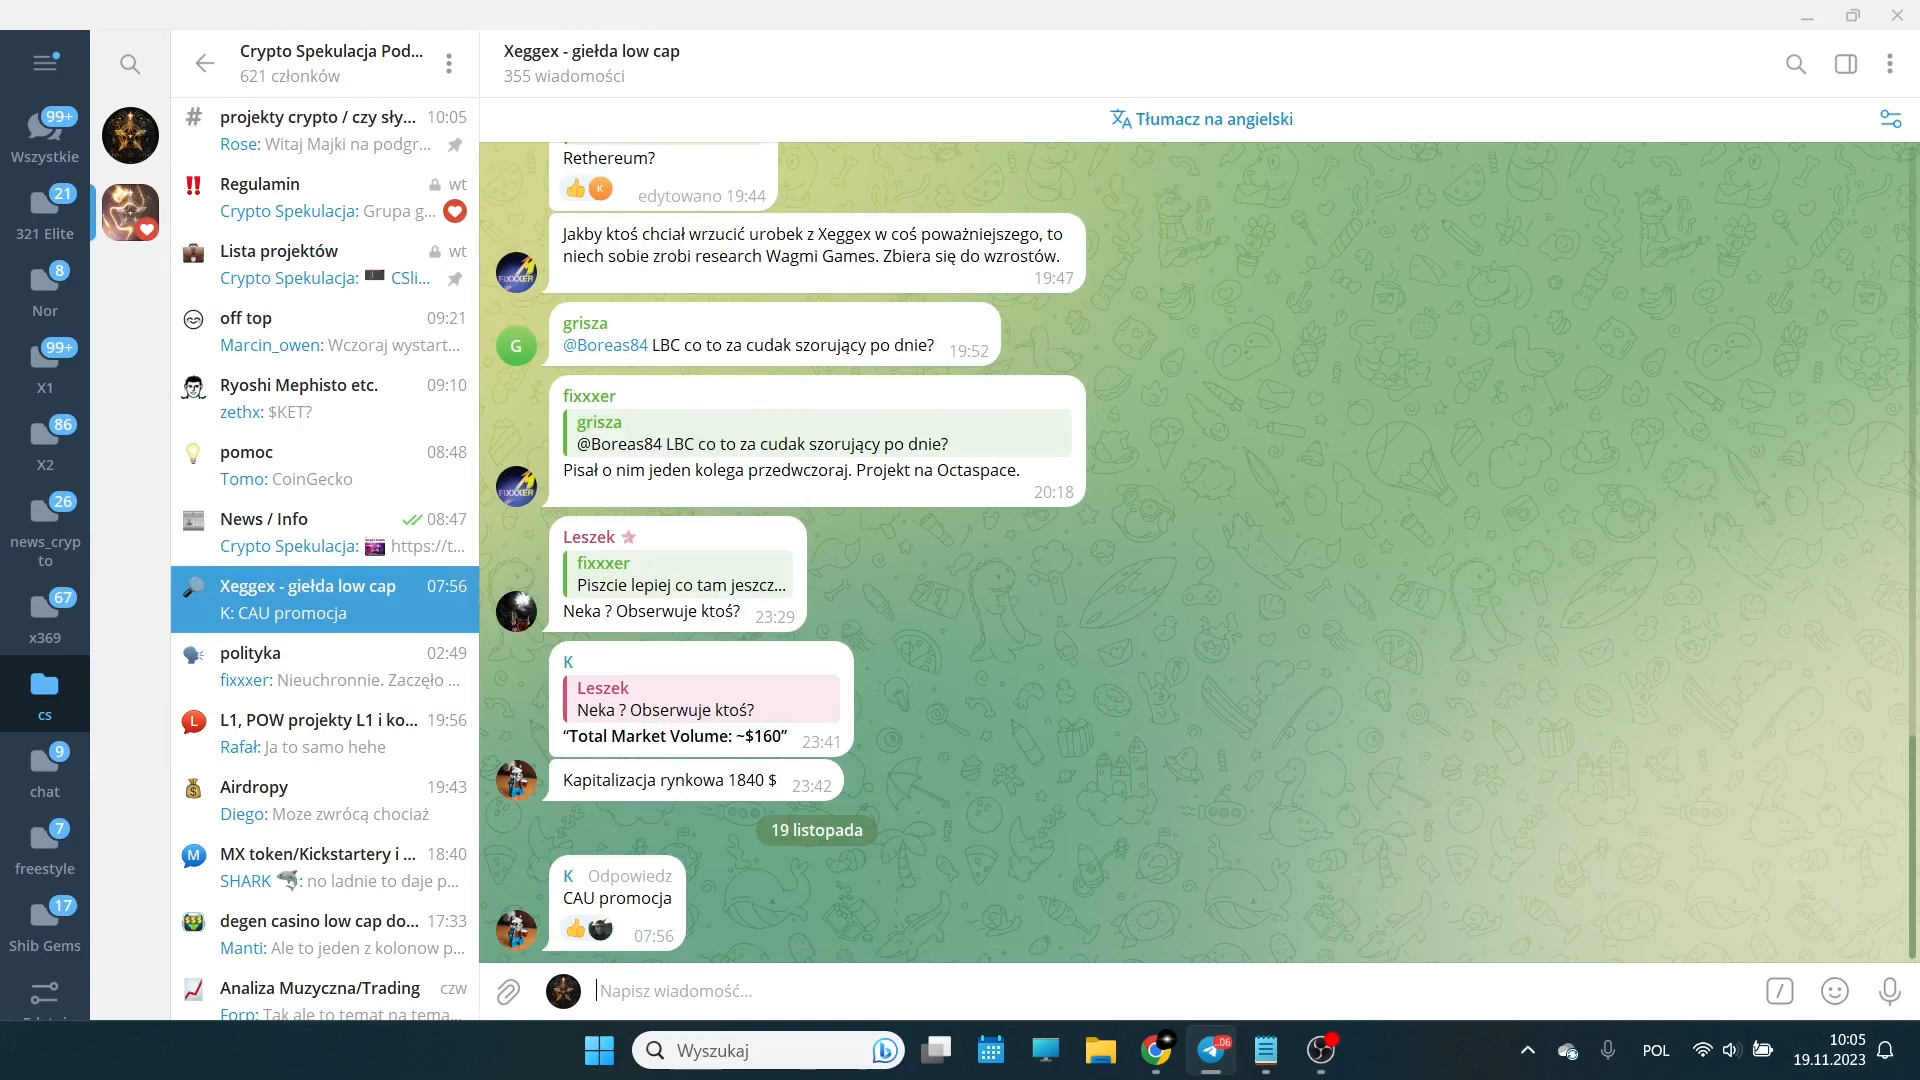 99+
Wszystkie
21
321 Elite
8
Nor
99+
X1
86
X2
26
news_cryp
to
67
x369
cs
9
chat
7
freestyle
17
Shib Gems
Crypto Spekulacja Pod...
621 członków
# projekty crypto / czy sły... 10:05
Rose: Witaj Majki na podgr...
Regulamin wt
Crypto Spekulacja: Grupa g...
Lista projektów wt
Crypto Spekulacja: CSli...
off top 09:21
Marcin_owen: Wczoraj wystart...
Ryoshi Mephisto etc. 09:10
zethx: $KET?
pomoc 08:48
Tomo: CoinGecko
News / Info 08:47
Crypto Spekulacja: https://t...
Xeggex - giełda low cap 07:56
K: CAU promocja
polityka 02:49
fixxxer: Nieuchronnie. Zaczęło ...
L L1, POW projekty L1 i ko... 19:56
Rafał: Ja to samo hehe
Airdropy 19:43
Diego: Moze zwrócą chociaż
M MX token/Kickstartery i ... 18:40
SHARK 🦈: no ladnie to daje p...
degen casino low cap do... 17:33
Manti: Ale to jeden z kolonow p...
Analiza Muzyczna/Trading czw
Forp: Tak ale to temat na tema...
Xeggex - giełda low cap
355 wiadomości
Tłumacz na angielski
Rethereum?
K
edytowano 19:44
Jakby ktoś chciał wrzucić urobek z Xeggex w coś poważniejszego, to
niech sobie zrobi research Wagmi Games. Zbiera się do wzrostów.
19:47
FIXXXER
grisza
@Boreas84 LBC co to za cudak szorujący po dnie? 19:52
G
fixxxer
grisza
@Boreas84 LBC co to za cudak szorujący po dnie?
Pisał o nim jeden kolega przedwczoraj. Projekt na Octaspace.
20:18
FIXXXER
Leszek
fixxxer
Piszcie lepiej co tam jeszcz...
Neka ? Obserwuje ktoś? 23:29
K
Leszek
Neka ? Obserwuje ktoś?
“Total Market Volume: ~$160” 23:41
Kapitalizacja rynkowa 1840 $ 23:42
19 listopada
K Odpowiedz
CAU promocja
07:56
Napisz wiadomość...
Wyszukaj
.06
POL
10:05
19.11.2023